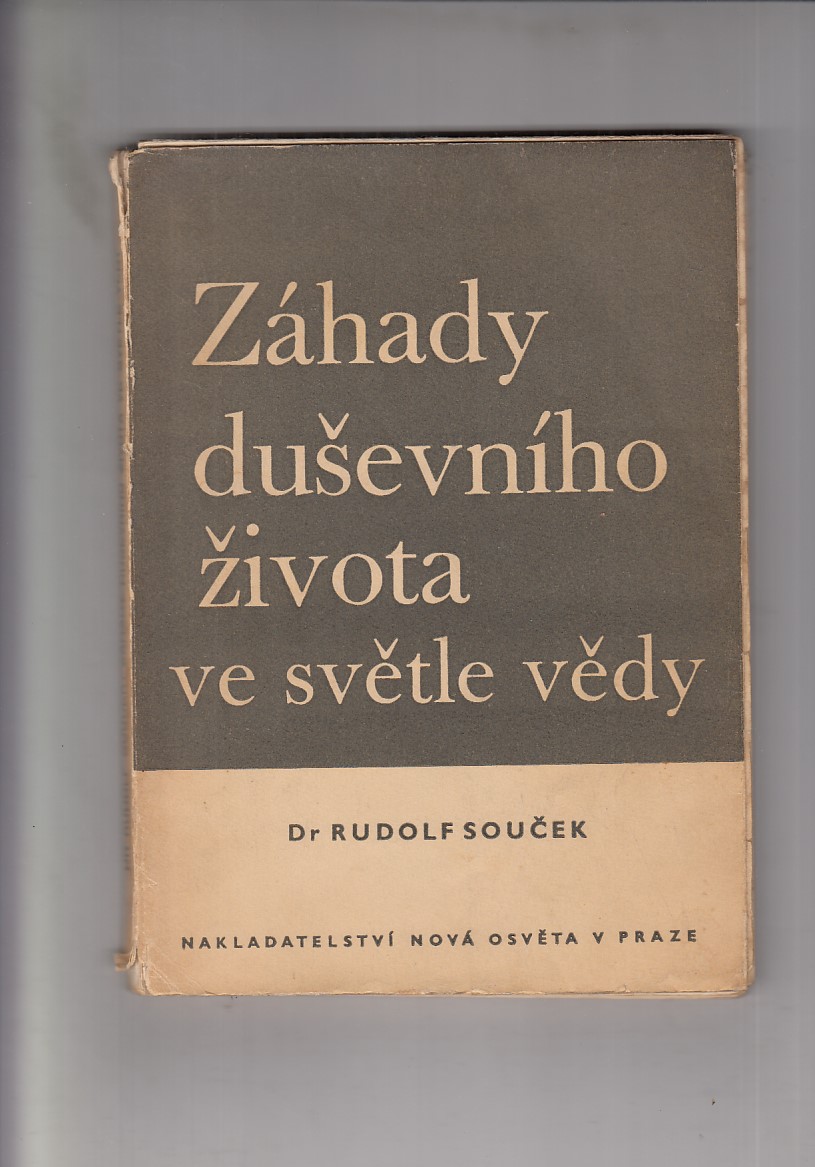 Záhady
duševního
života
ve světle vědy
Dr RUDOLF SOUČEK
NAKLADATELSTVÍ NOVÁ OSVĚTA V PRAZE